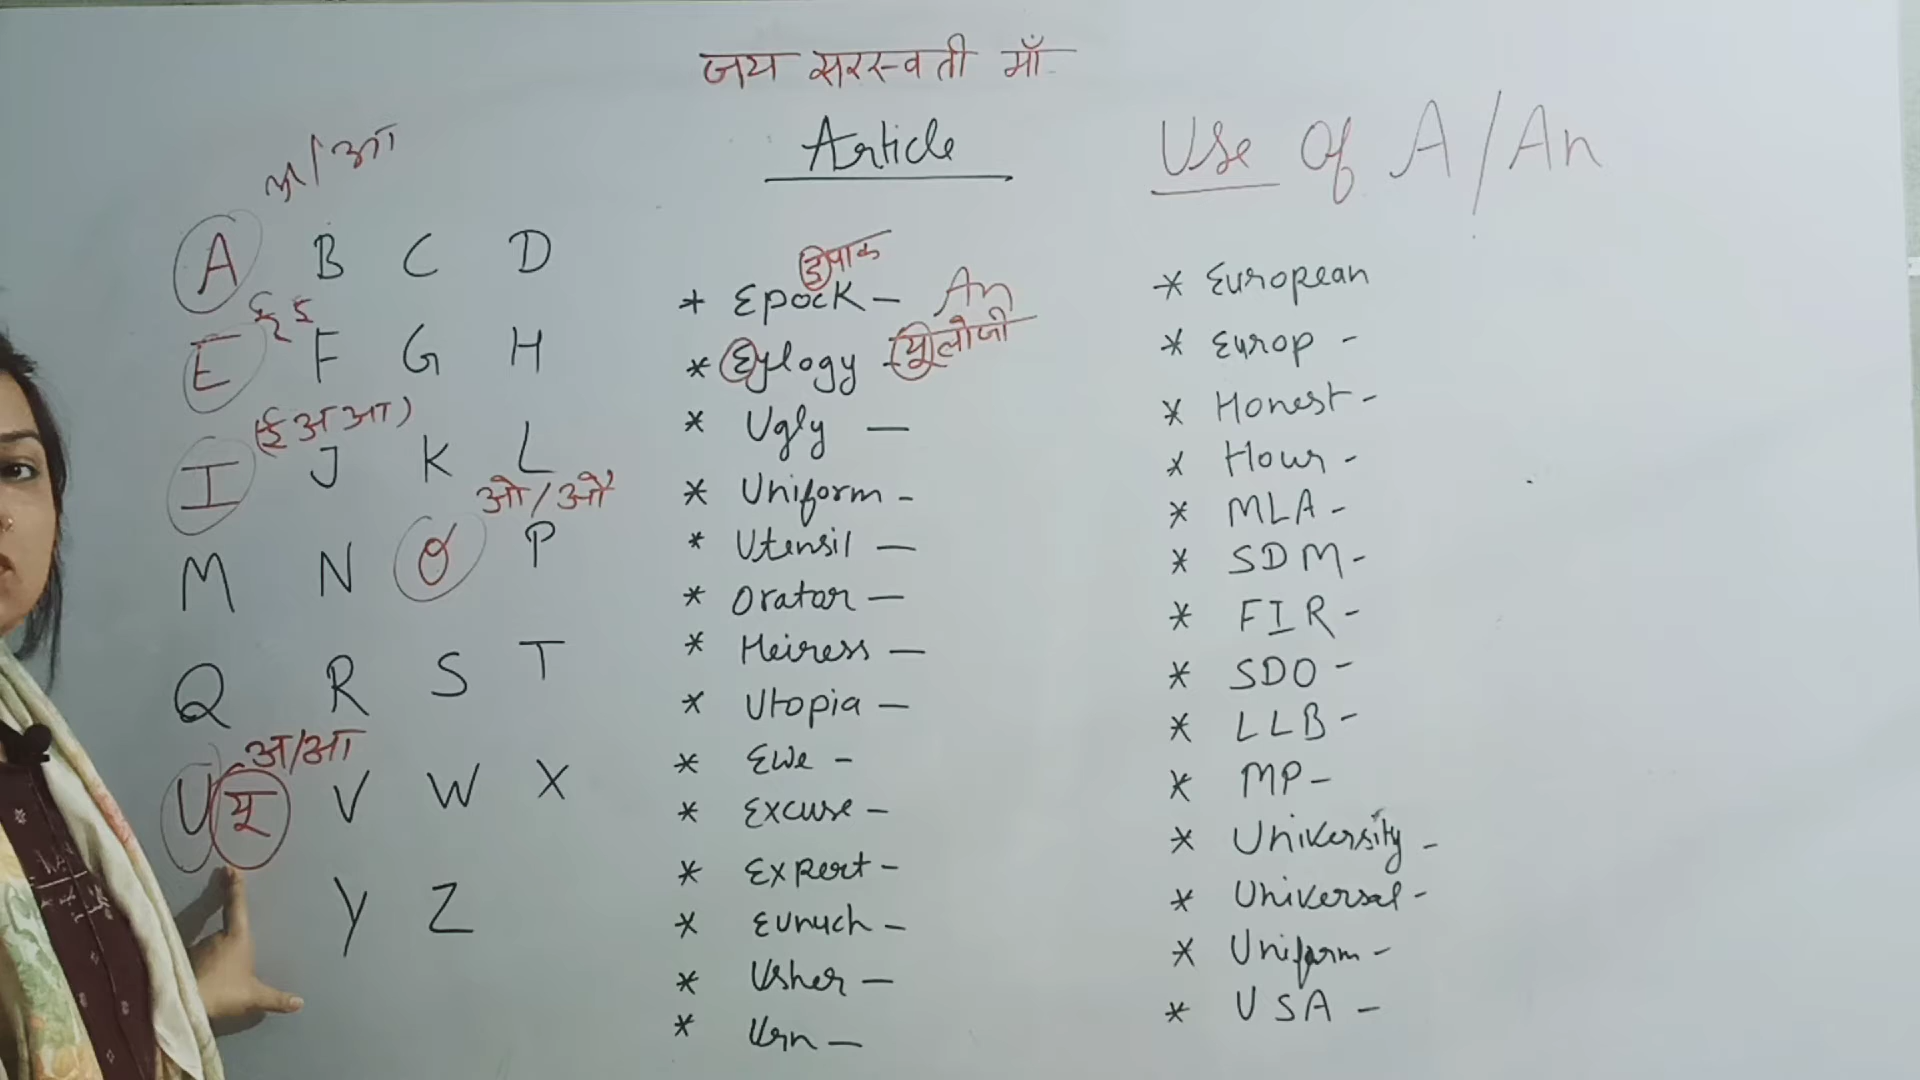 जय सरस्वती माँ
Article
Use Of A/An
अ/आ
A B C D
ई इ
E F G H
(ई अ आ)
I J K L
ओ/औ
M N O P
Q R S T
अ/आ
U यू V W X
Y Z
इपाक
* Epock - An
* Eylogy - यूलोजी
* Ugly -
* Uniform -
* Utensil -
* Orator -
* Heiress -
* Utopia -
* Ewe -
* Excuse -
* Expert -
* Eunuch -
* Usher -
* Urn -
* European
* Europ -
* Honest -
* Hour -
* MLA -
* SDM -
* FIR -
* SDO -
* LLB -
* MP -
* University -
* Universal -
* Uniform -
* USA -